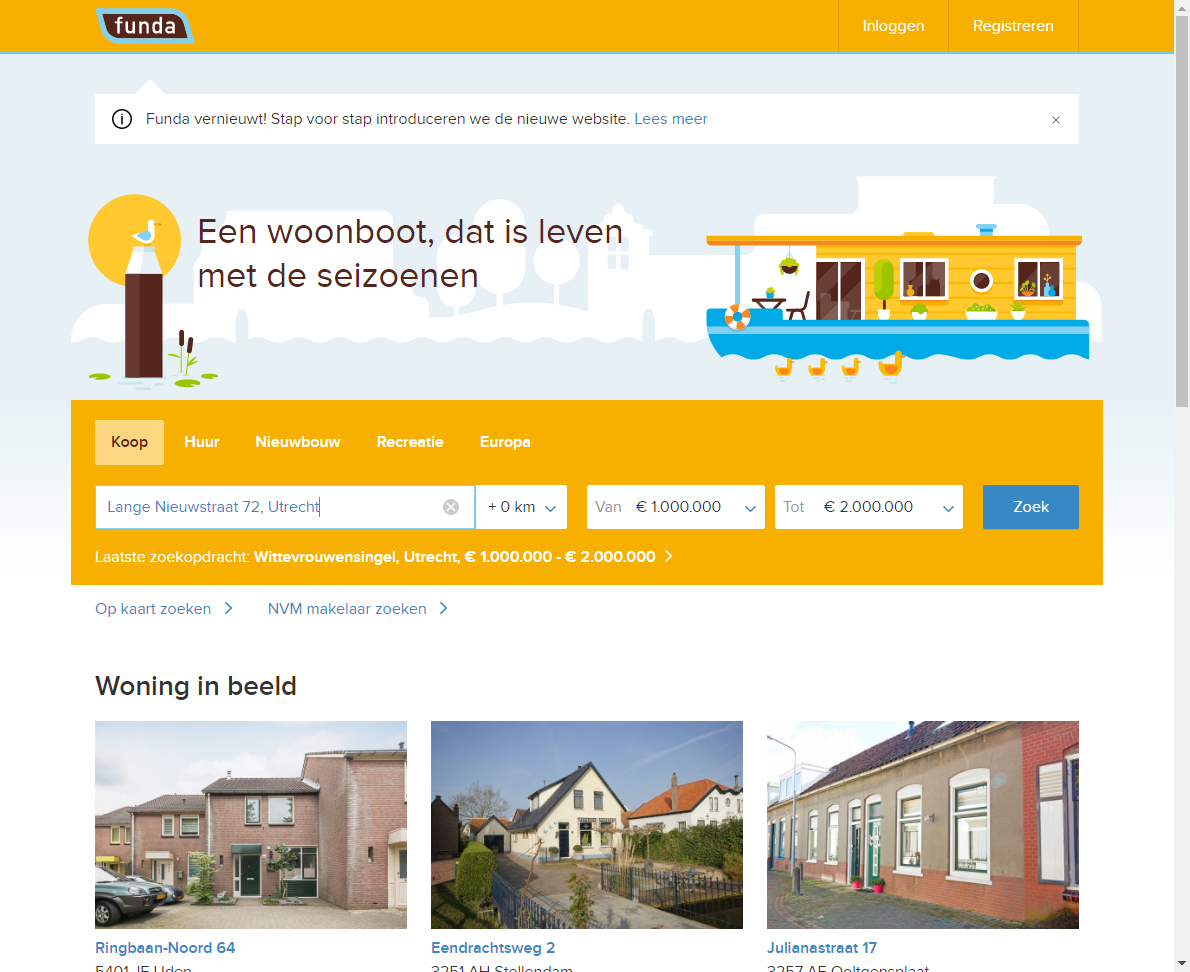 funda
Inloggen
Registreren
Funda vernieuwt! Stap voor stap introduceren we de nieuwe website. Lees meer
Een woonboot, dat is leven
met de seizoenen
Koop Huur Nieuwbouw Recreatie Europa
Lange Nieuwstraat 72, Utrecht + 0 km Van € 1.000.000 Tot € 2.000.000 Zoek
Laatste zoekopdracht: Wittevrouwensingel, Utrecht, € 1.000.000 - € 2.000.000
Op kaart zoeken NVM makelaar zoeken
Woning in beeld
Ringbaan-Noord 64 Eendrachtsweg 2 Julianastraat 17
5401 JE Uden 3251 AH Stellendam 3257 AE Ooltgensplaat